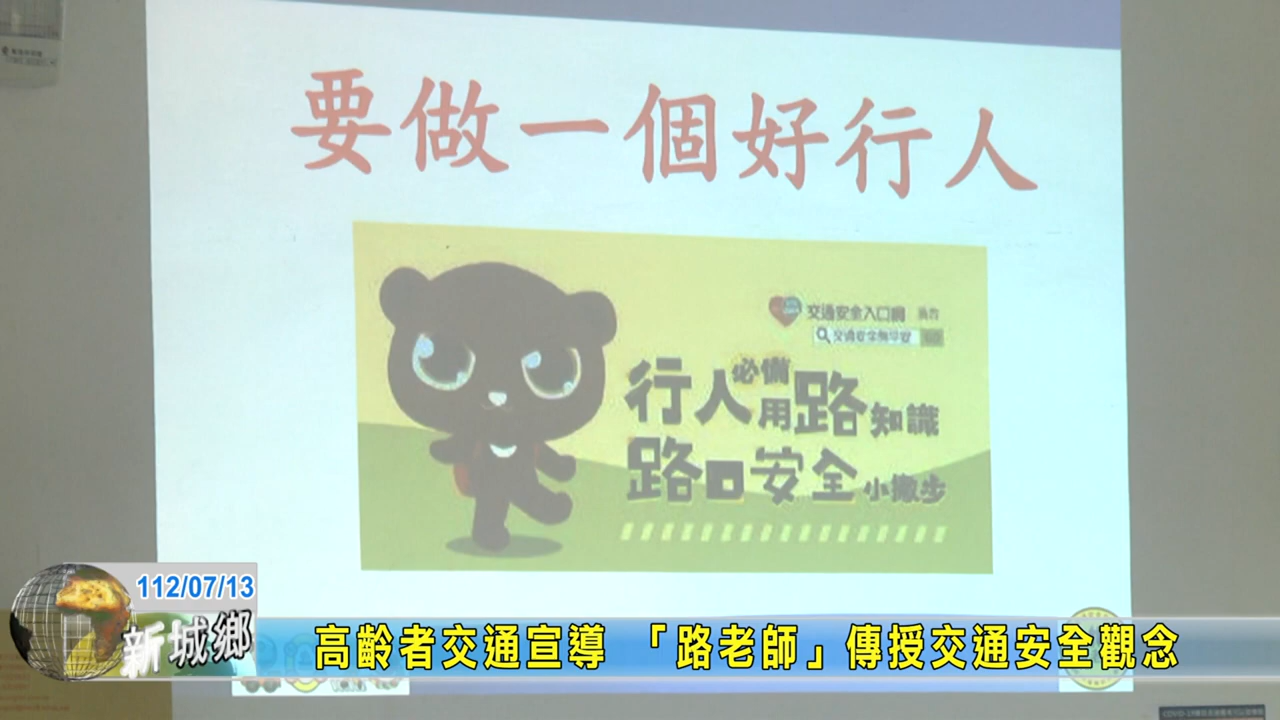 要做一個好行人
交通安全入口網 廣告
行人必備用路知識
路口安全小撇步
112/07/13
新城鄉
高齡者交通宣導 「路老師」傳授交通安全觀念